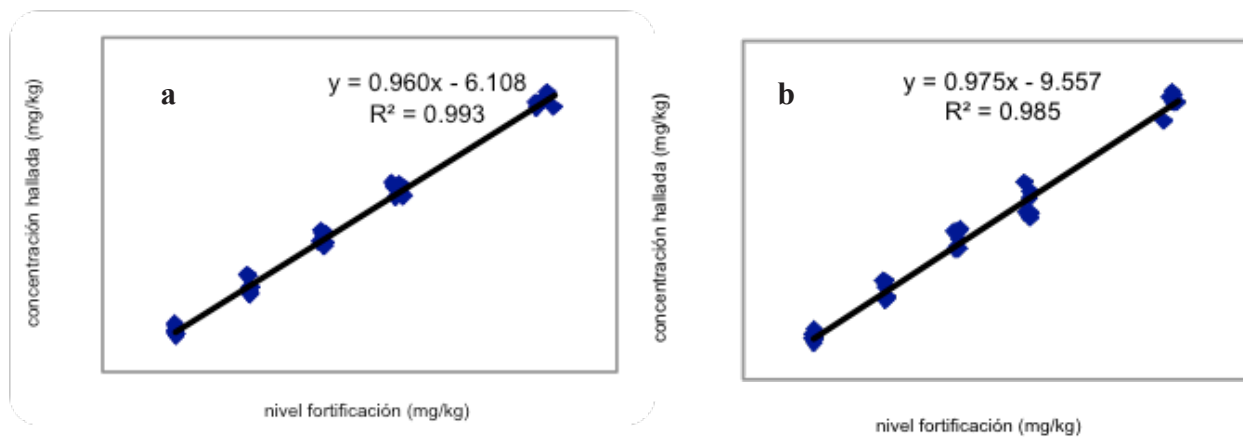 a
y = 0.960x - 6.108
R² = 0.993
concentración hallada (mg/kg)
nivel fortificación (mg/kg)
b
y = 0.975x - 9.557
R² = 0.985
concentración hallada (mg/kg)
nivel fortificación (mg/kg)